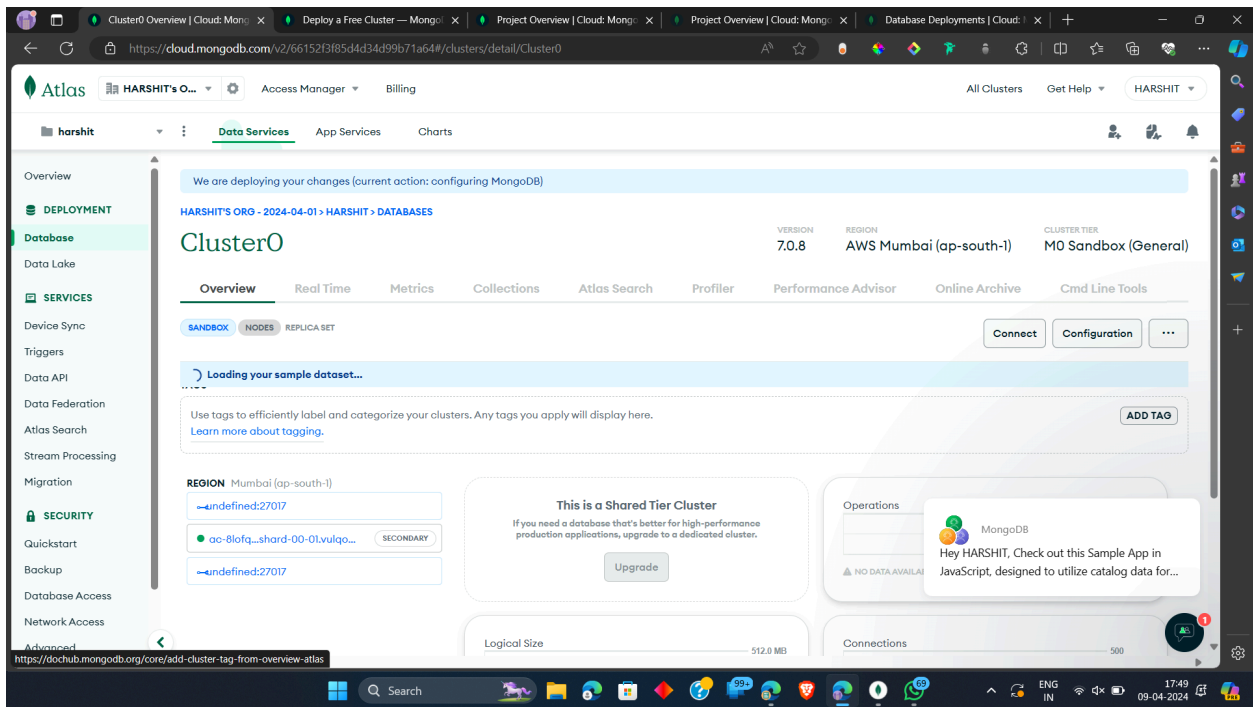 Cluster0 Overview | Cloud: Mong
Deploy a Free Cluster — Mongo
Project Overview | Cloud: Mongo
Project Overview | Cloud: Mongo
Database Deployments | Cloud:
https://cloud.mongodb.com/v2/66152f3f85d4d34d99b71a64#/clusters/detail/Cluster0
Atlas
HARSHIT'S O...
Access Manager
Billing
All Clusters
Get Help
HARSHIT
harshit
Data Services
App Services
Charts
Overview
DEPLOYMENT
Database
Data Lake
SERVICES
Device Sync
Triggers
Data API
Data Federation
Atlas Search
Stream Processing
Migration
SECURITY
Quickstart
Backup
Database Access
Network Access
Advanced
We are deploying your changes (current action: configuring MongoDB)
HARSHIT'S ORG - 2024-04-01 > HARSHIT > DATABASES
Cluster0
VERSION
7.0.8
REGION
AWS Mumbai (ap-south-1)
CLUSTER TIER
M0 Sandbox (General)
Overview
Real Time
Metrics
Collections
Atlas Search
Profiler
Performance Advisor
Online Archive
Cmd Line Tools
SANDBOX
NODES
REPLICA SET
Connect
Configuration
...
Loading your sample dataset...
Use tags to efficiently label and categorize your clusters. Any tags you apply will display here.
Learn more about tagging.
ADD TAG
REGION Mumbai (ap-south-1)
undefined:27017
ac-8lofq...shard-00-01.vulqo...
SECONDARY
undefined:27017
This is a Shared Tier Cluster
If you need a database that's better for high-performance
production applications, upgrade to a dedicated cluster.
Upgrade
Operations
NO DATA AVAILA
MongoDB
Hey HARSHIT, Check out this Sample App in
JavaScript, designed to utilize catalog data for...
1
Logical Size
512.0 MB
Connections
500
https://dochub.mongodb.org/core/add-cluster-tag-from-overview-atlas
Search
99+
69
ENG
IN
17:49
09-04-2024